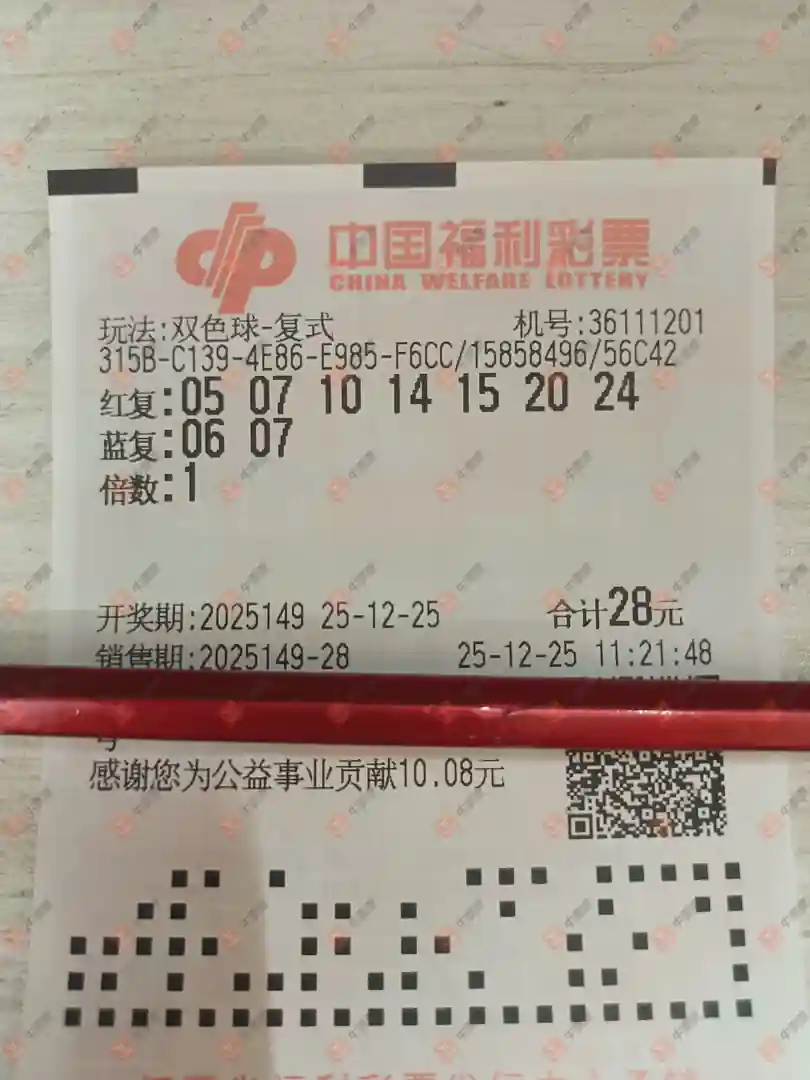 中国福利彩票
CHINA WELFARE LOTTERY
玩法:双色球-复式 机号:36111201
315B-C139-4E86-E985-F6CC/15858496/56C42
红复:05 07 10 14 15 20 24
蓝复:06 07
倍数:1
开奖期:2025149 25-12-25 合计28元
销售期:2025149-28 25-12-25 11:21:48
号
感谢您为公益事业贡献10.08元